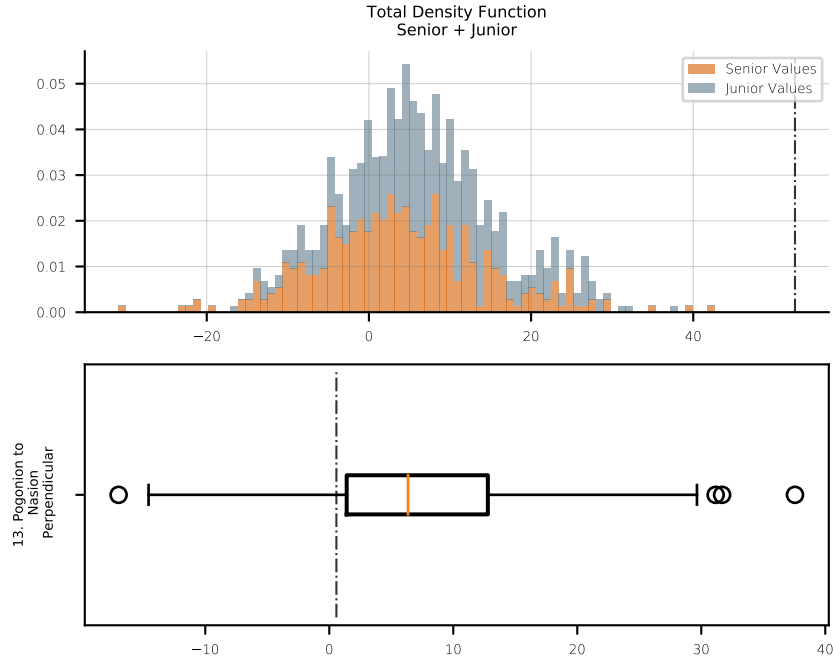 Total Density Function
Senior + Junior
Senior Values
Junior Values
0.05
0.04
0.03
0.02
0.01
0.00
−20
0
20
40
13. Pogonion to
Nasion
Perpendicular
−10
0
10
20
30
40